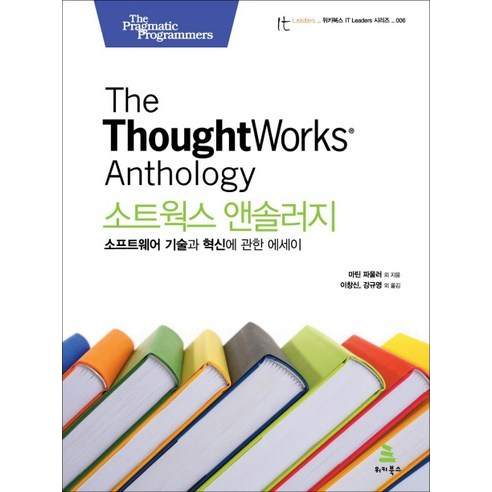 The
Pragmatic
Programmers
It Leaders ... 위키북스 IT Leaders 시리즈 ... 006
The
ThoughtWorks®
Anthology
소트웍스 앤솔러지
소프트웨어 기술과 혁신에 관한 에세이
마틴 파울러 외 지음
이창신, 강규영 외 옮김
위키북스